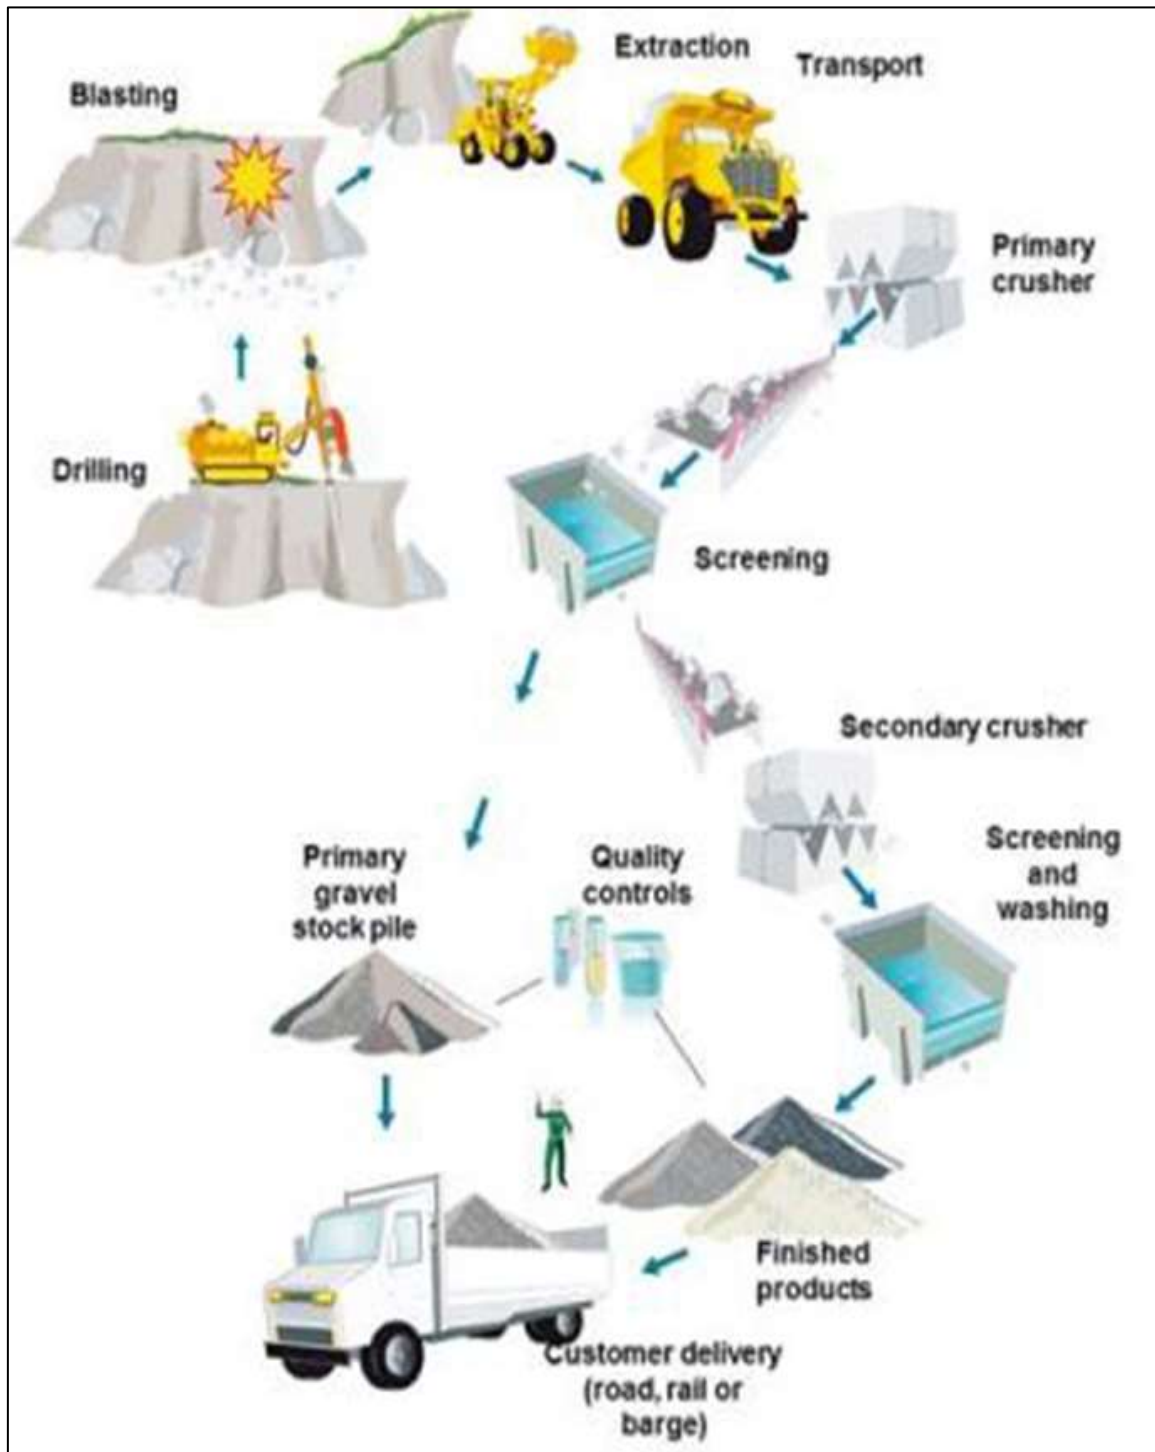 Drilling
Blasting
Extraction
Transport
Primary
crusher
Screening
Secondary crusher
Screening
and
washing
Primary
gravel
stock pile
Quality
controls
Finished
products
Customer delivery
(road, rail or
barge)